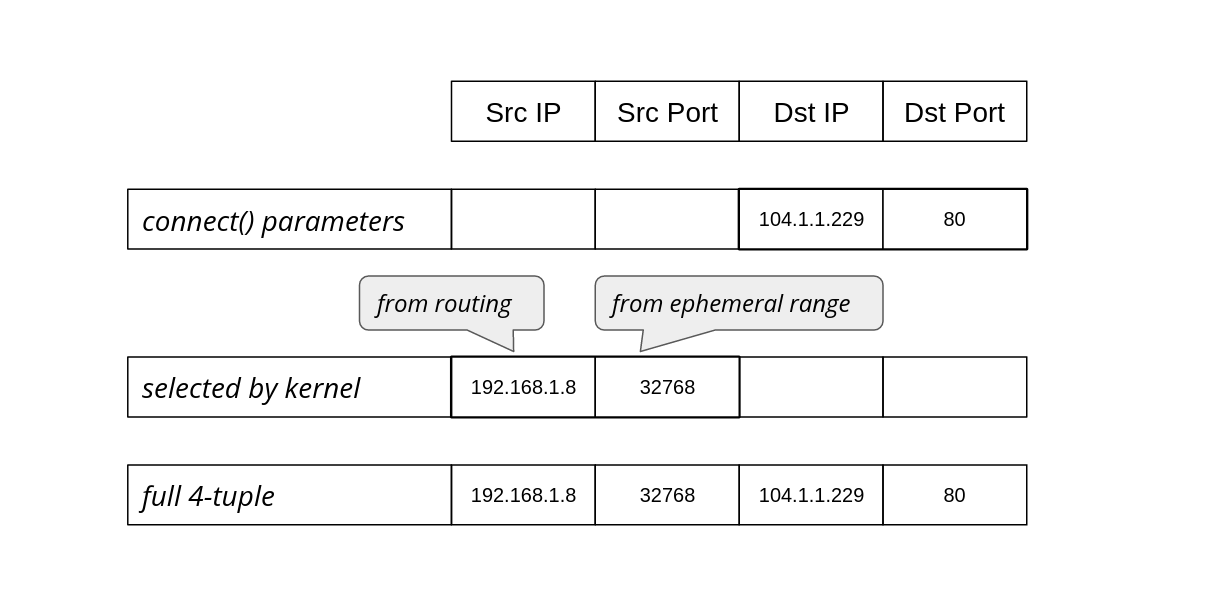 Src IP Src Port Dst IP Dst Port
connect() parameters 104.1.1.229 80
from routing from ephemeral range
selected by kernel 192.168.1.8 32768
full 4-tuple 192.168.1.8 32768 104.1.1.229 80